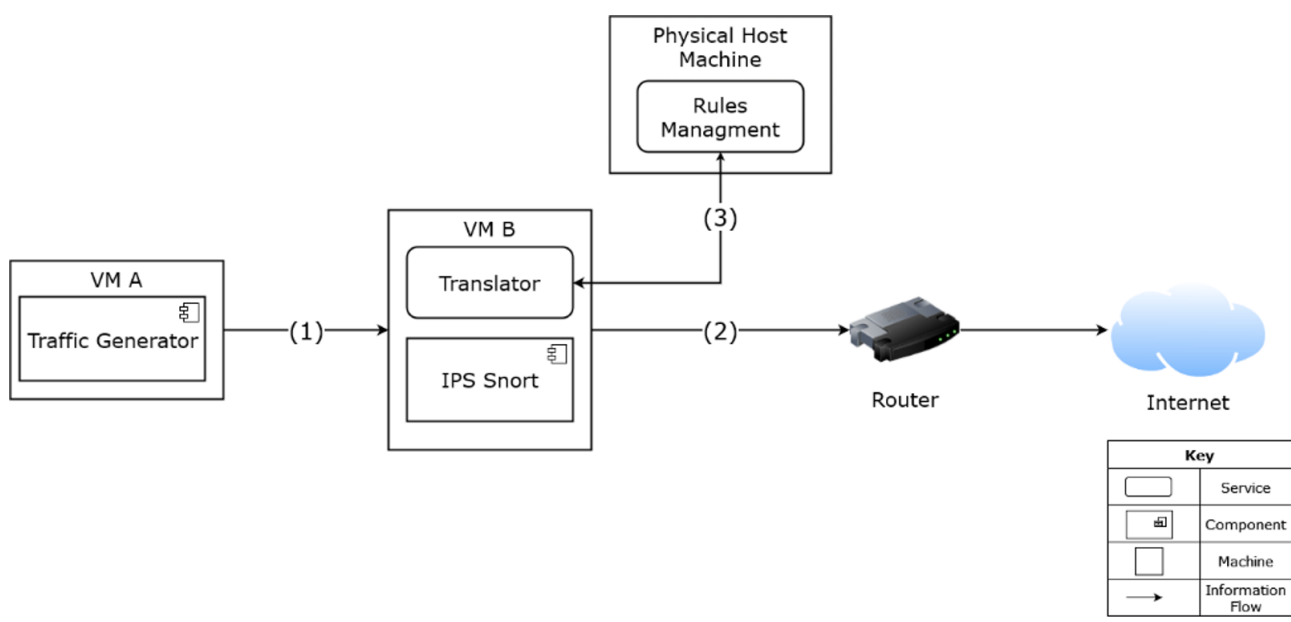 Physical Host
Machine
Rules
Managment
(3)
VM B
Translator
VM A
Traffic Generator
(1)
(2)
IPS Snort
Router
Internet
Key
Service
Component
Machine
Information
Flow